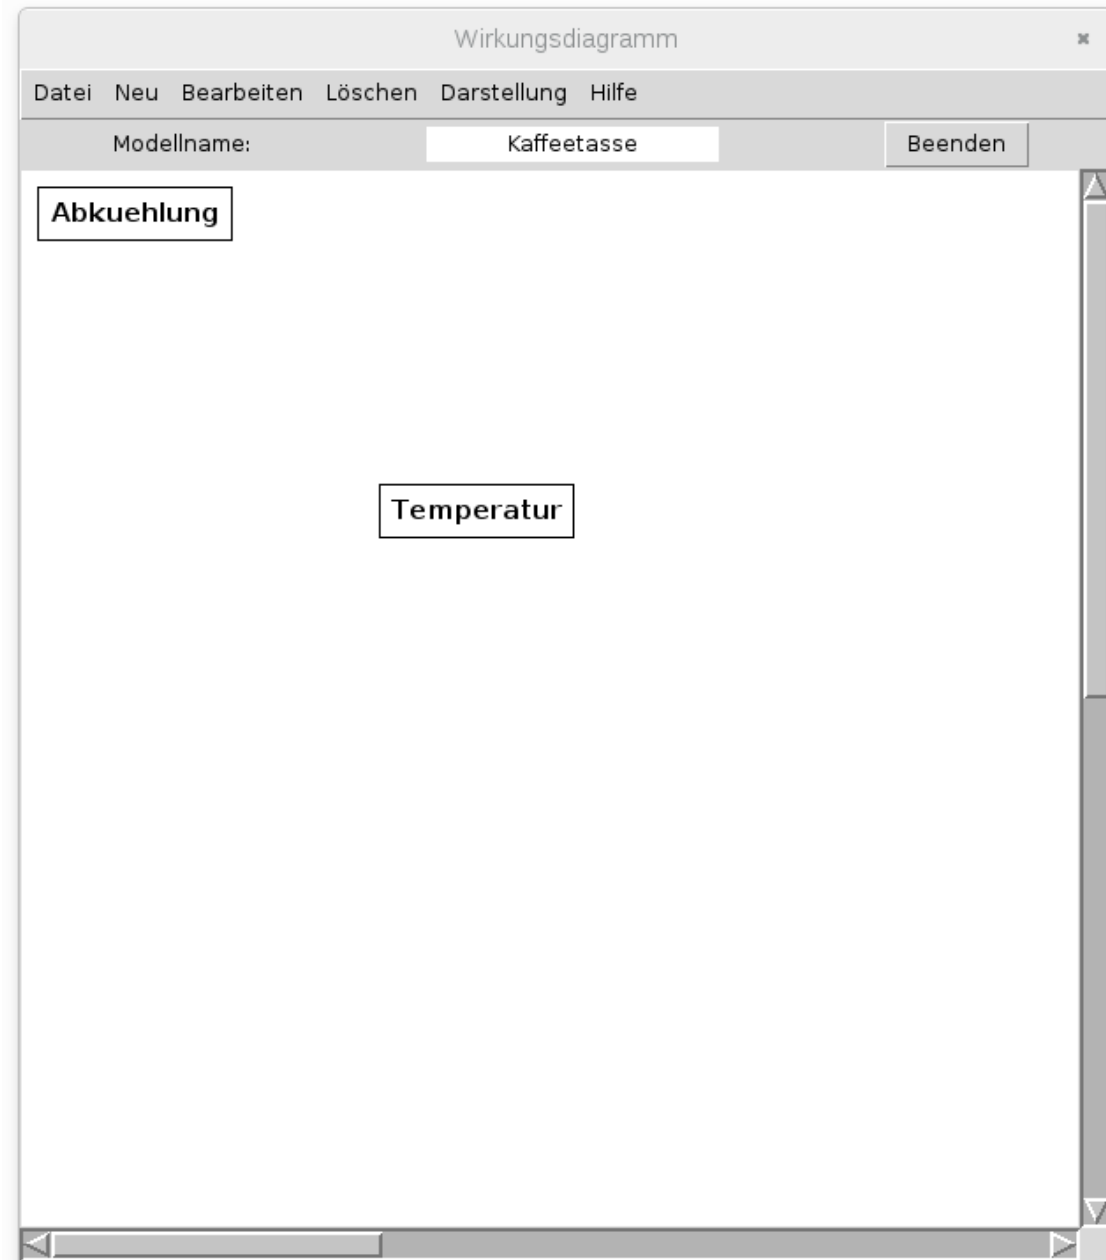 Wirkungsdiagramm
Datei Neu Bearbeiten Löschen Darstellung Hilfe
Modellname: Kaffeetasse Beenden
Abkuehlung
Temperatur